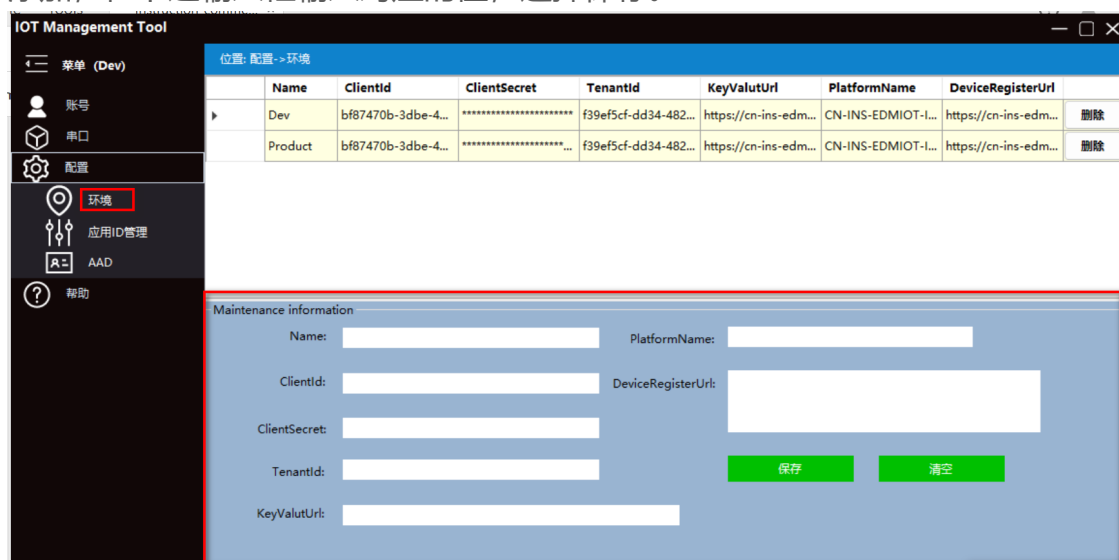 IOT Management Tool
菜单 (Dev)
位置: 配置->环境
账号
串口
配置
环境
应用ID管理
AAD
帮助
Name ClientId ClientSecret TenantId KeyValutUrl PlatformName DeviceRegisterUrl
Dev bf87470b-3dbe-4... ********************** f39ef5cf-dd34-482... https://cn-ins-edm... CN-INS-EDMIOT-I... https://cn-ins-edm... 删除
Product bf87470b-3dbe-4... ********************... f39ef5cf-dd34-482... https://cn-ins-edm... CN-INS-EDMIOT-I... https://cn-ins-edm... 删除
Maintenance information
Name: PlatformName:
ClientId: DeviceRegisterUrl:
ClientSecret:
TenantId: 保存 清空
KeyValutUrl: